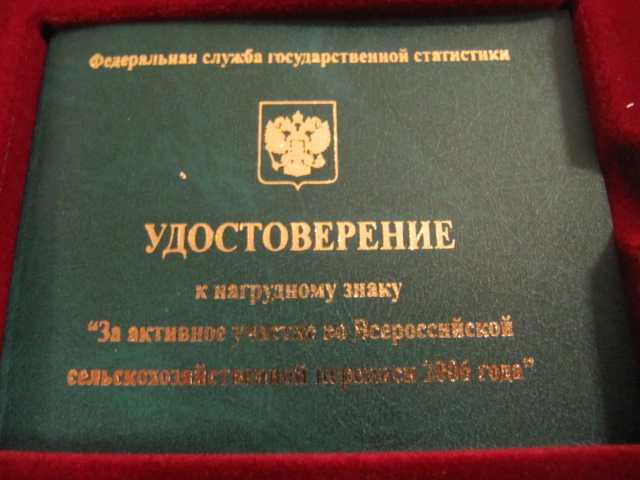 Федеральная служба государственной статистики
УДОСТОВЕРЕНИЕ
к нагрудному знаку
"За активное участие во Всероссийской
сельскохозяйственной переписи 2006 года"